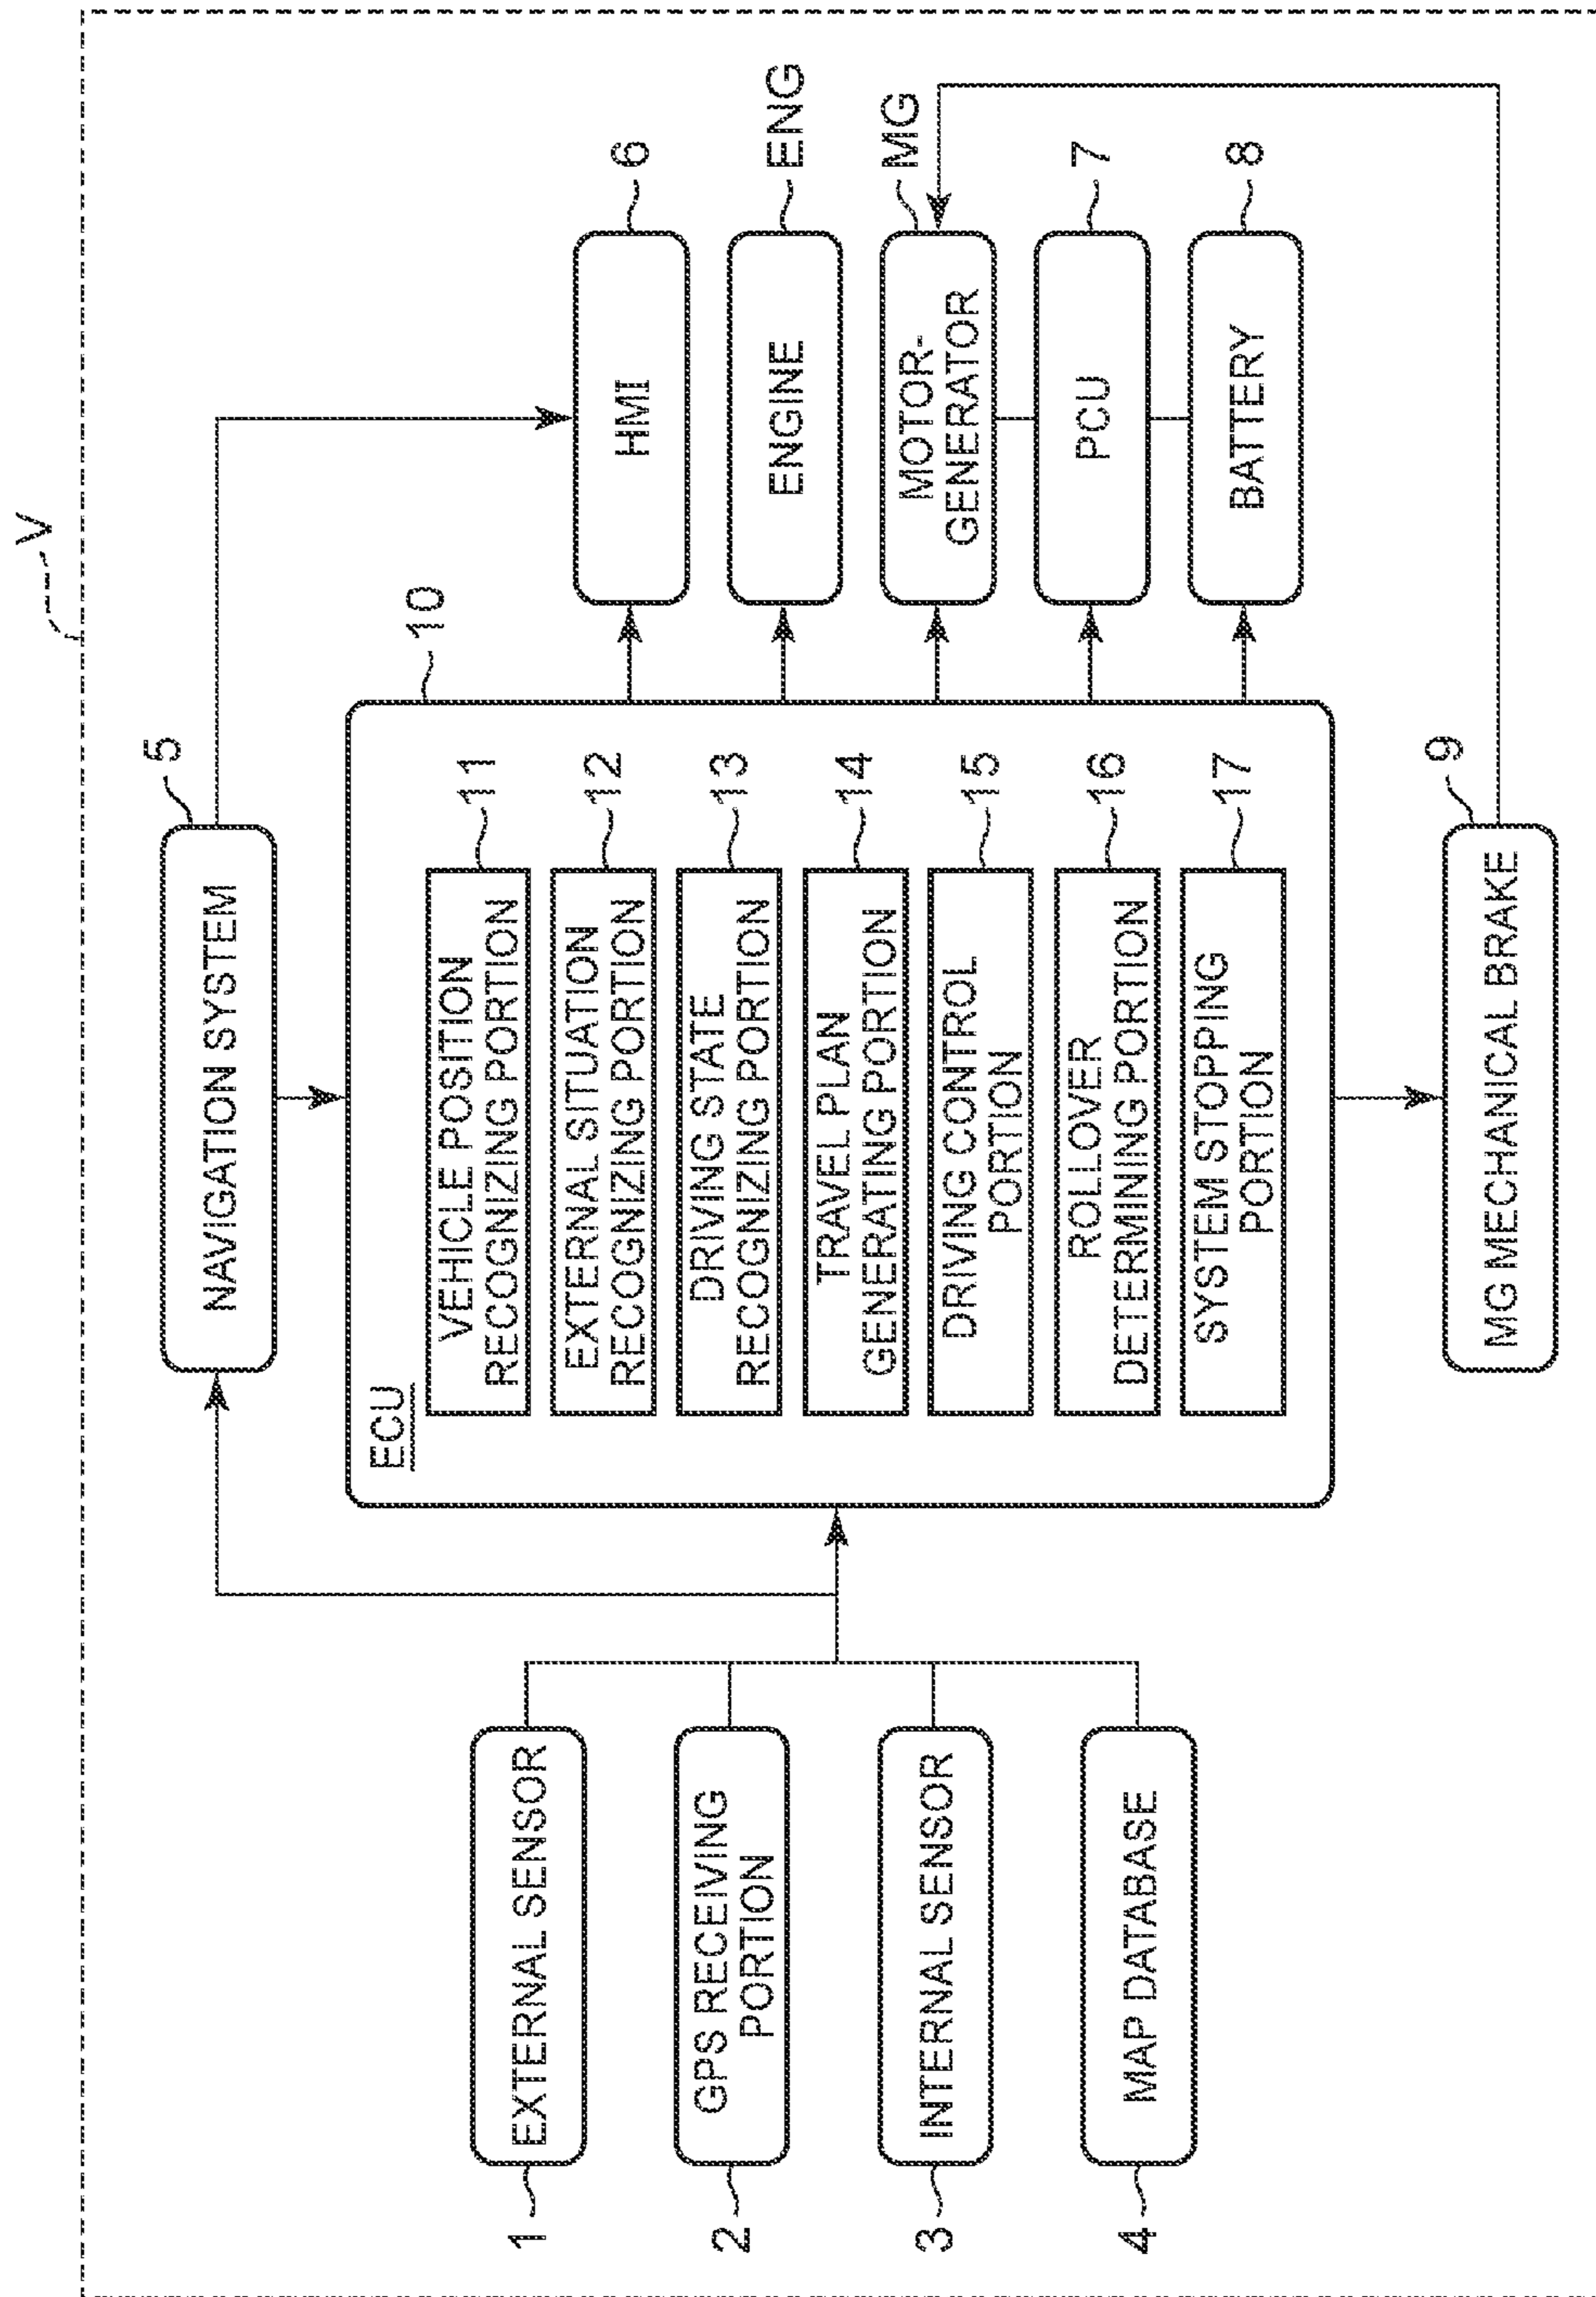 V
5
NAVIGATION SYSTEM
10
ECU
VEHICLE POSITION
RECOGNIZING PORTION
11
EXTERNAL SITUATION
RECOGNIZING PORTION
12
DRIVING STATE
RECOGNIZING PORTION
13
TRAVEL PLAN
GENERATING PORTION
14
DRIVING CONTROL
PORTION
15
ROLLOVER
DETERMINING PORTION
16
SYSTEM STOPPING
PORTION
17
1
EXTERNAL SENSOR
2
GPS RECEIVING
PORTION
3
INTERNAL SENSOR
4
MAP DATABASE
HMI
6
ENGINE
ENG
MOTOR-
GENERATOR
MG
PCU
7
BATTERY
8
MG MECHANICAL BRAKE
9